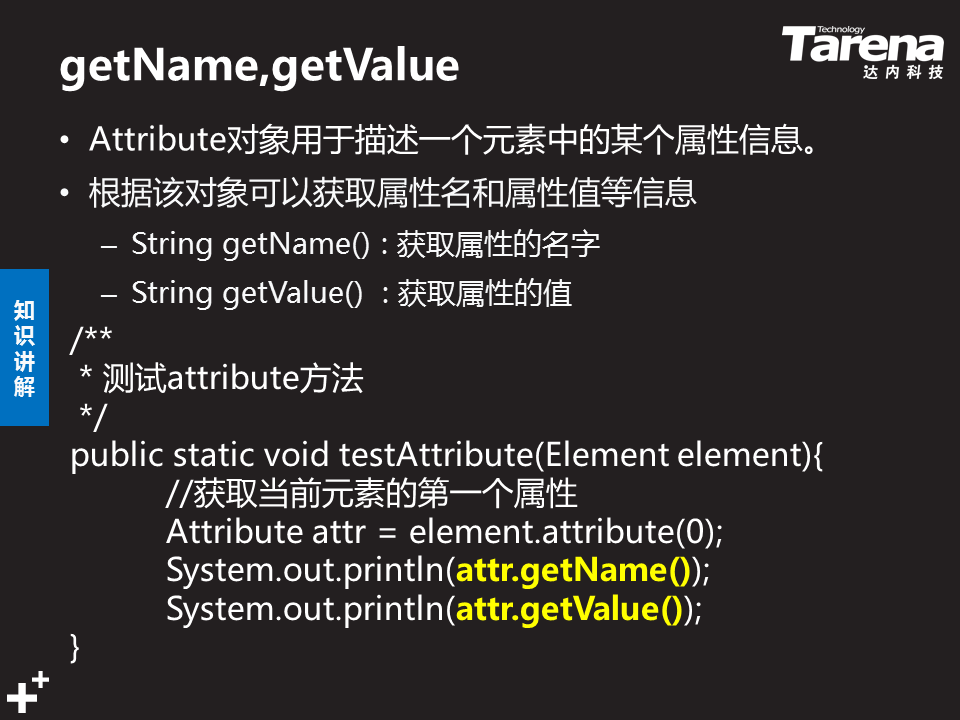 getName,getValue
Technology
Tarena
达内科技
• Attribute对象用于描述一个元素中的某个属性信息。
• 根据该对象可以获取属性名和属性值等信息
– String getName() : 获取属性的名字
– String getValue()  : 获取属性的值
知识讲解
/**
 * 测试attribute方法
 */
public static void testAttribute(Element element){
//获取当前元素的第一个属性
Attribute attr = element.attribute(0);
System.out.println(attr.getName());
System.out.println(attr.getValue());
}